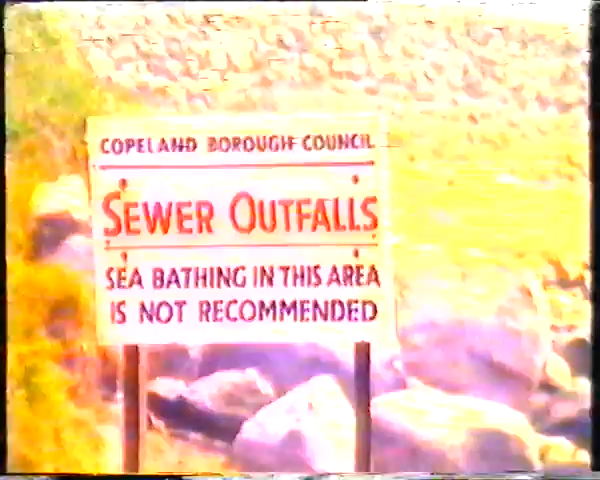 COPELAND BOROUGH COUNCIL
SEWER OUTFALLS
SEA BATHING IN THIS AREA
IS NOT RECOMMENDED